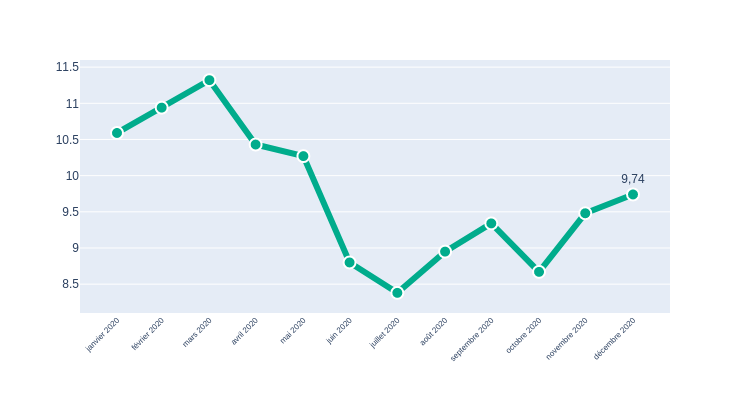 11.5
11
10.5
10
9.5
9
8.5
9,74
janvier 2020
février 2020
mars 2020
avril 2020
mai 2020
juin 2020
juillet 2020
août 2020
septembre 2020
octobre 2020
novembre 2020
décembre 2020